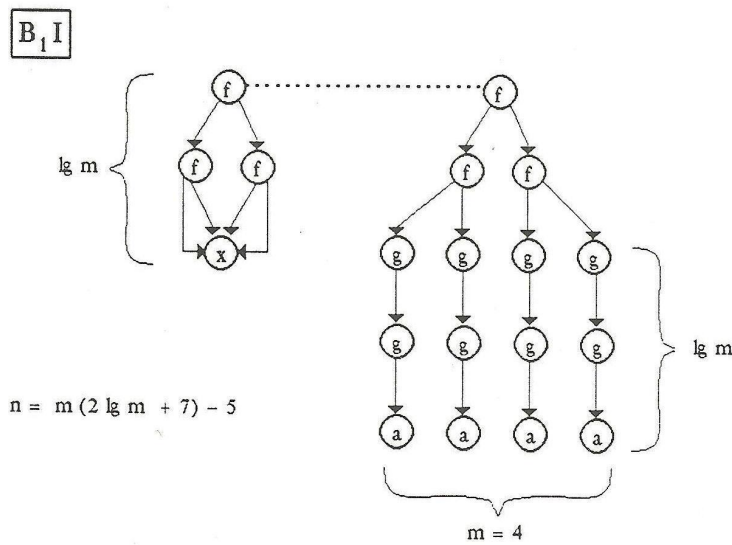 B₁I
f f
lg m
f f f f
x g g g g
g g g g
lg m
n = m (2 lg m + 7) - 5
a a a a
m = 4